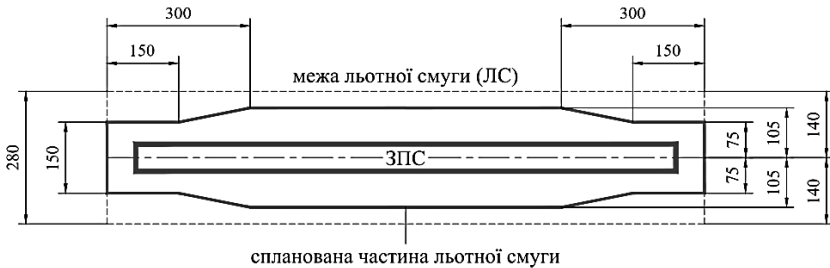 300 300
150 150
межа льотної смуги (ЛС)
280 150 ЗПС 75 75 105 105 140 140
спланована частина льотної смуги